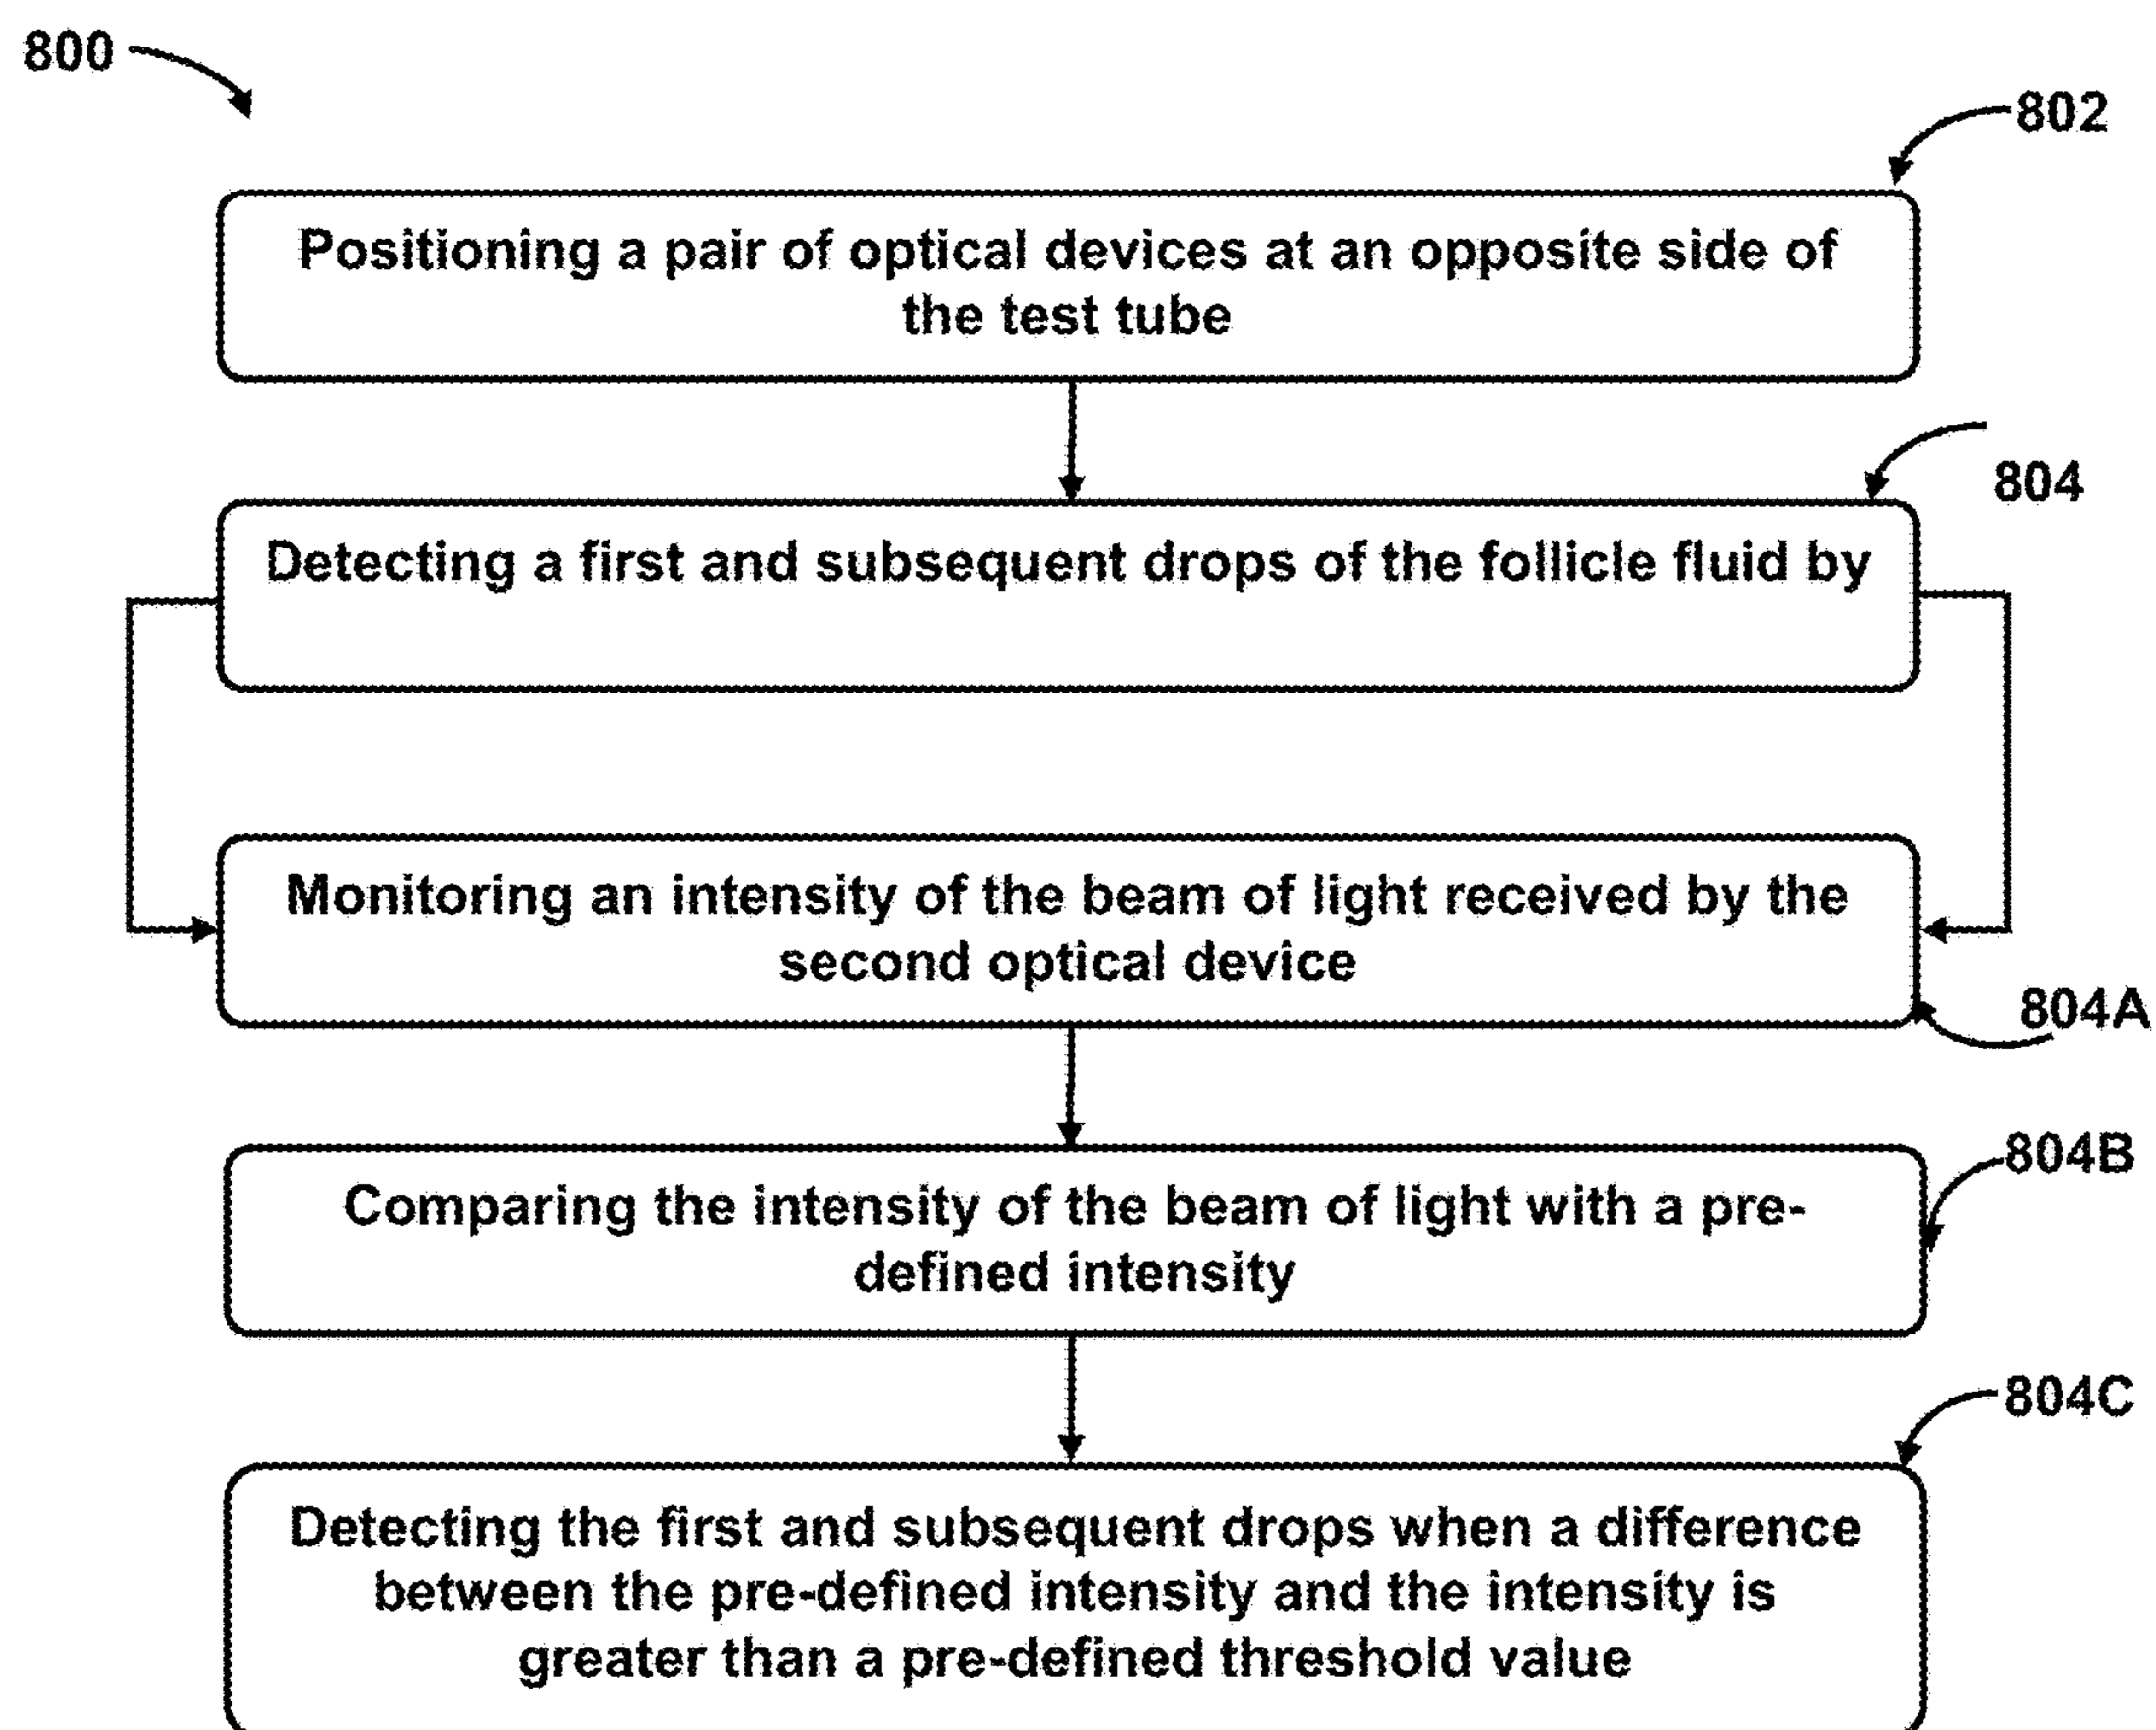 800
802
Positioning a pair of optical devices at an opposite side of
the test tube
804
Detecting a first and subsequent drops of the follicle fluid by
Monitoring an intensity of the beam of light received by the
second optical device
804A
Comparing the intensity of the beam of light with a pre-
defined intensity
804B
804C
Detecting the first and subsequent drops when a difference
between the pre-defined intensity and the intensity is
greater than a pre-defined threshold value